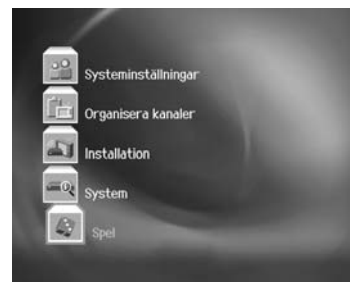 Systeminställningar
Organisera kanaler
Installation
System
Spel